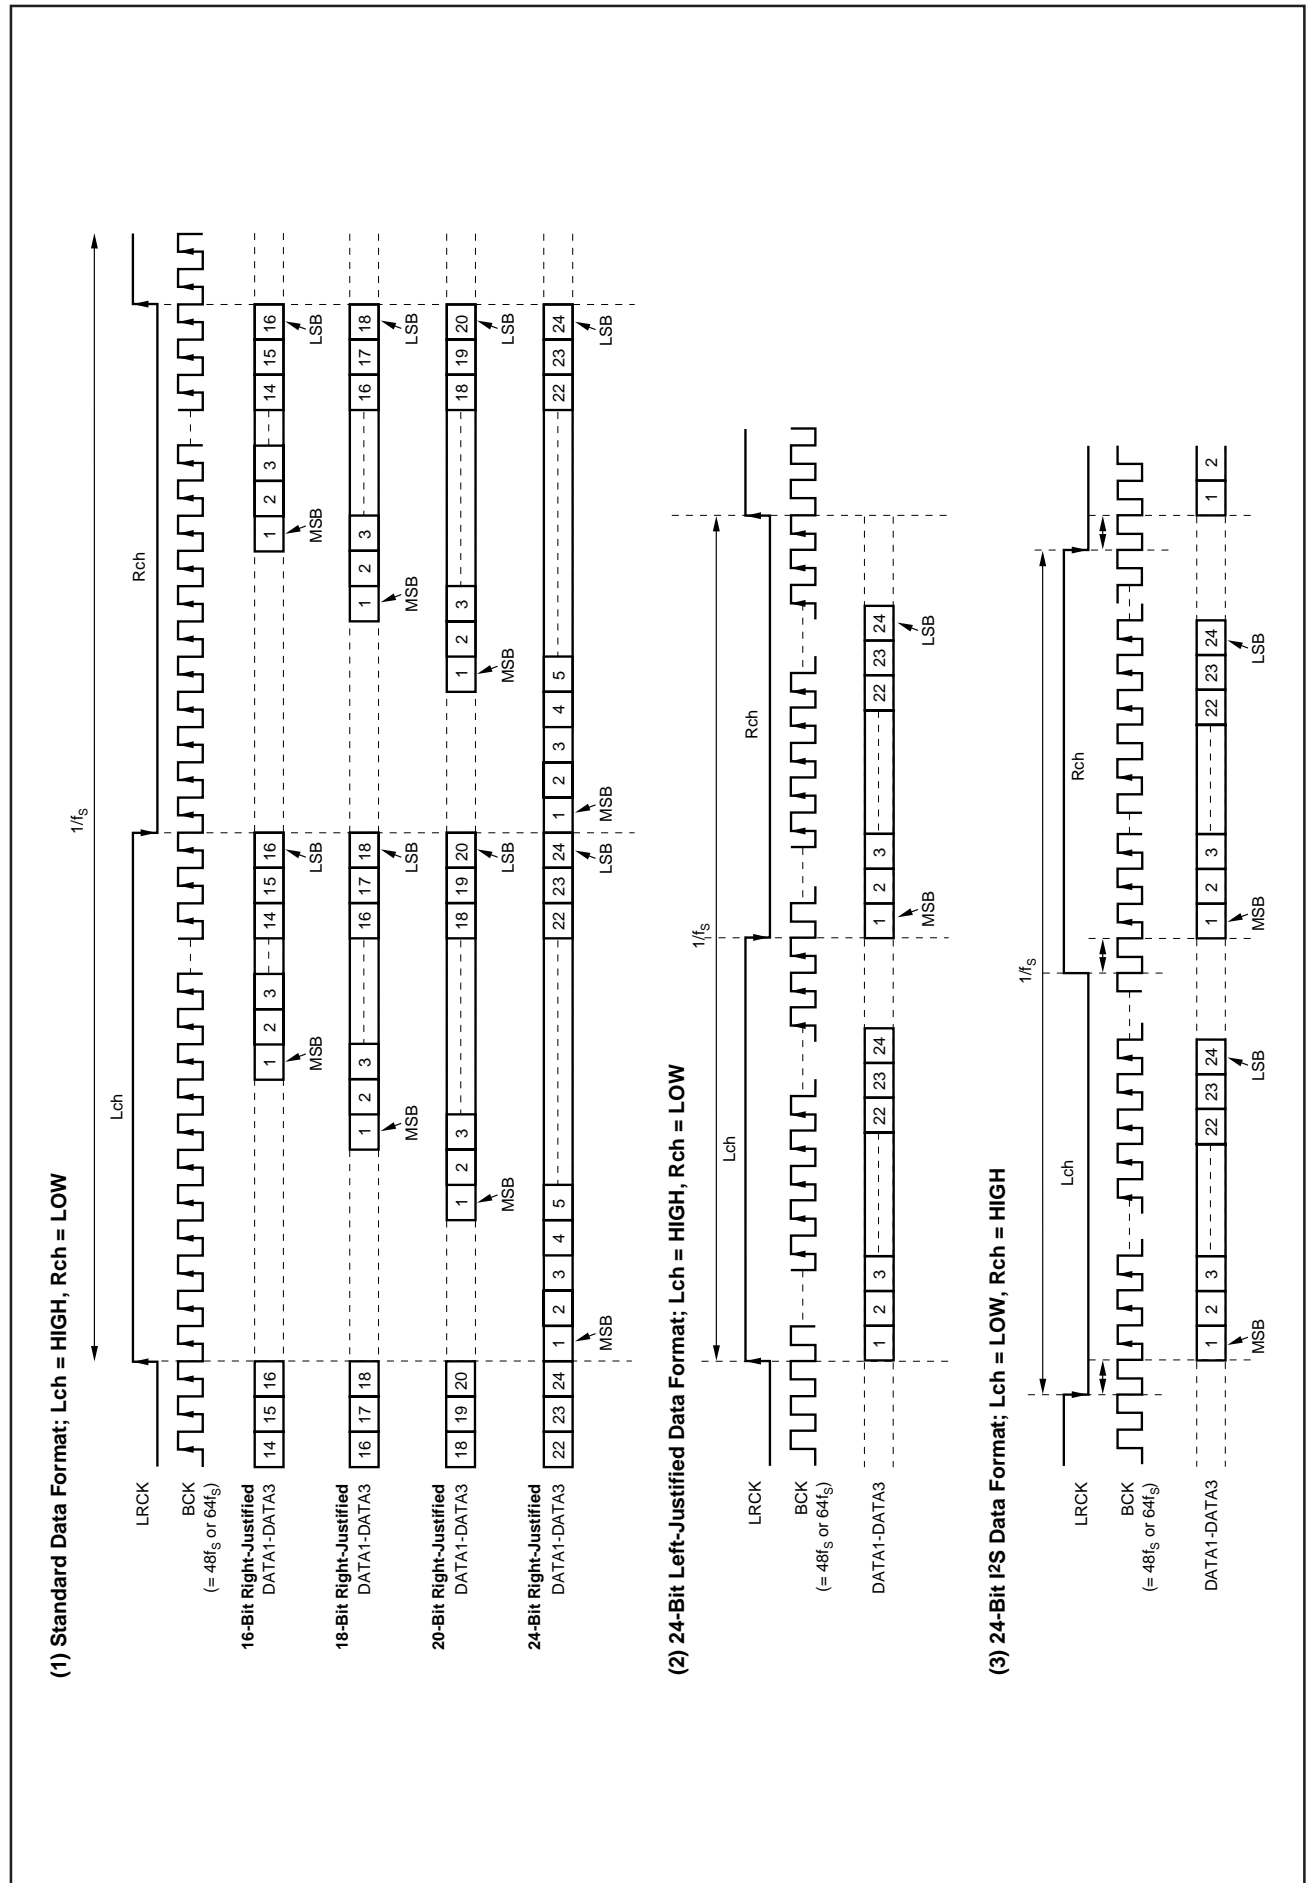 (1) Standard Data Format; Lch = HIGH, Rch = LOW
1/fS
LRCK Lch Rch
BCK
(= 48fS or 64fS)
16-Bit Right-Justified
DATA1-DATA3 14 15 16 1 2 3 14 15 16 1 2 3 14 15 16
MSB LSB MSB LSB
18-Bit Right-Justified
DATA1-DATA3 16 17 18 1 2 3 16 17 18 1 2 3 16 17 18
MSB LSB MSB LSB
20-Bit Right-Justified
DATA1-DATA3 18 19 20 1 2 3 18 19 20 1 2 3 18 19 20
MSB LSB MSB LSB
24-Bit Right-Justified
DATA1-DATA3 22 23 24 1 2 3 4 5 22 23 24 1 2 3 4 5 22 23 24
MSB LSB MSB LSB
(2) 24-Bit Left-Justified Data Format; Lch = HIGH, Rch = LOW
1/fS
LRCK Lch Rch
BCK
(= 48fS or 64fS)
DATA1-DATA3 1 2 3 22 23 24 1 2 3 22 23 24
MSB LSB
(3) 24-Bit I2S Data Format; Lch = LOW, Rch = HIGH
1/fS
LRCK Lch Rch
BCK
(= 48fS or 64fS)
DATA1-DATA3 1 2 3 22 23 24 1 2 3 22 23 24 1 2
MSB LSB MSB LSB